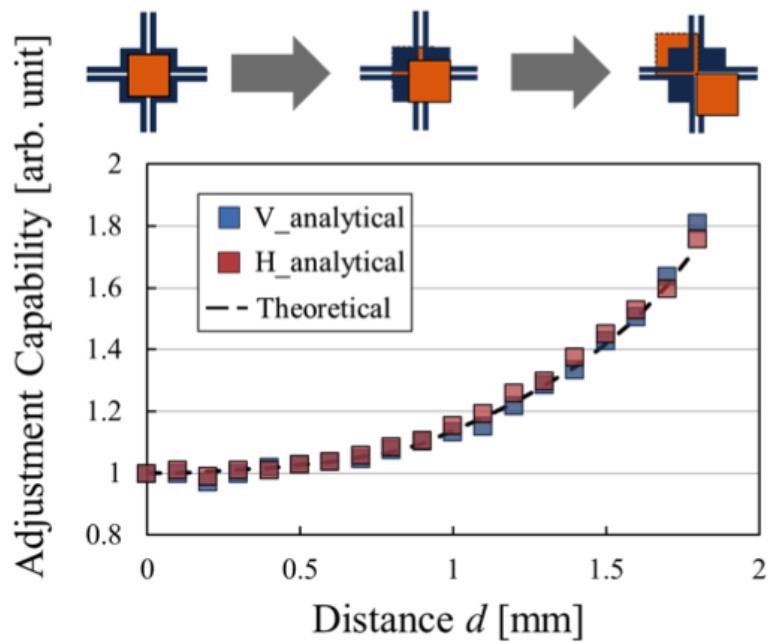 Adjustment Capability [arb. unit]
2
1.8
1.6
1.4
1.2
1
0.8
V_analytical
H_analytical
Theoretical
0 0.5 1 1.5 2
Distance d [mm]